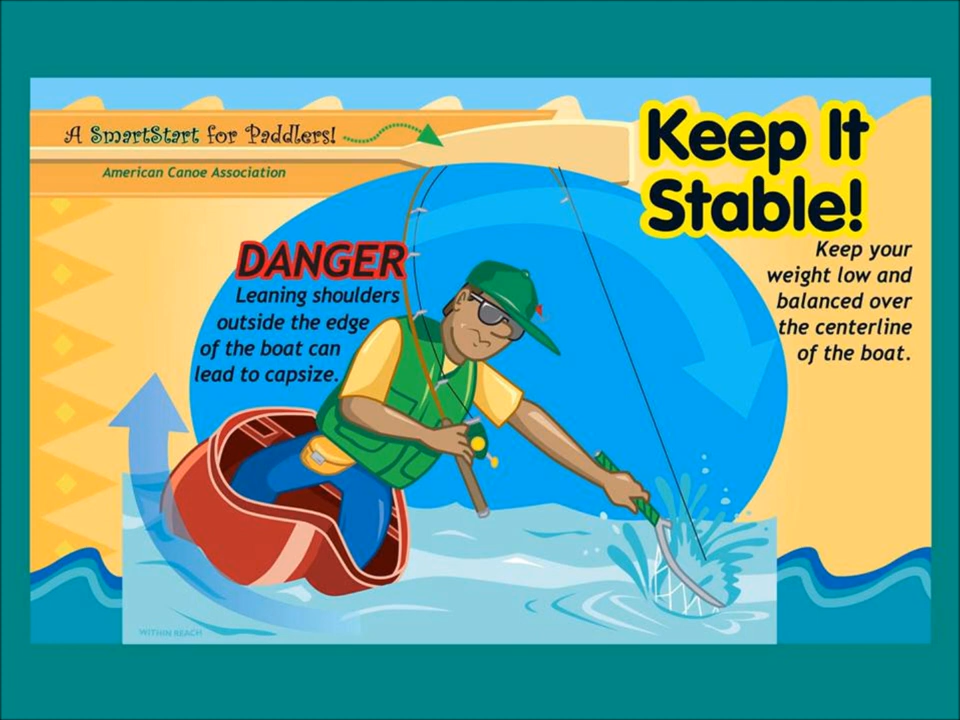 A SmartStart for Paddlers!
American Canoe Association
Keep It
Stable!
Keep your
weight low and
balanced over
the centerline
of the boat.
DANGER
Leaning shoulders
outside the edge
of the boat can
lead to capsize.
WITHIN REACH